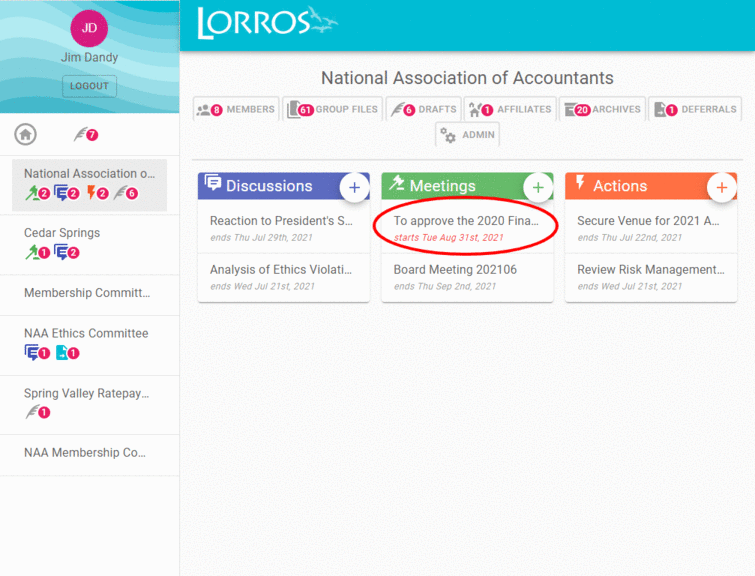 JD
Jim Dandy
LOGOUT
7
National Association o...
2 2 2 6
Cedar Springs
1 2
Membership Committ...
NAA Ethics Committee
1 1
Spring Valley Ratepay...
1
NAA Membership Co...
LORROS
National Association of Accountants
8 MEMBERS 61 GROUP FILES 6 DRAFTS 1 AFFILIATES 20 ARCHIVES 1 DEFERRALS
ADMIN
Discussions +
Reaction to President's S...
ends Thu Jul 29th, 2021
Analysis of Ethics Violati...
ends Wed Jul 21st, 2021
Meetings +
To approve the 2020 Fina...
starts Tue Aug 31st, 2021
Board Meeting 202106
ends Thu Sep 2nd, 2021
Actions +
Secure Venue for 2021 A...
ends Thu Jul 22nd, 2021
Review Risk Management...
ends Wed Jul 21st, 2021